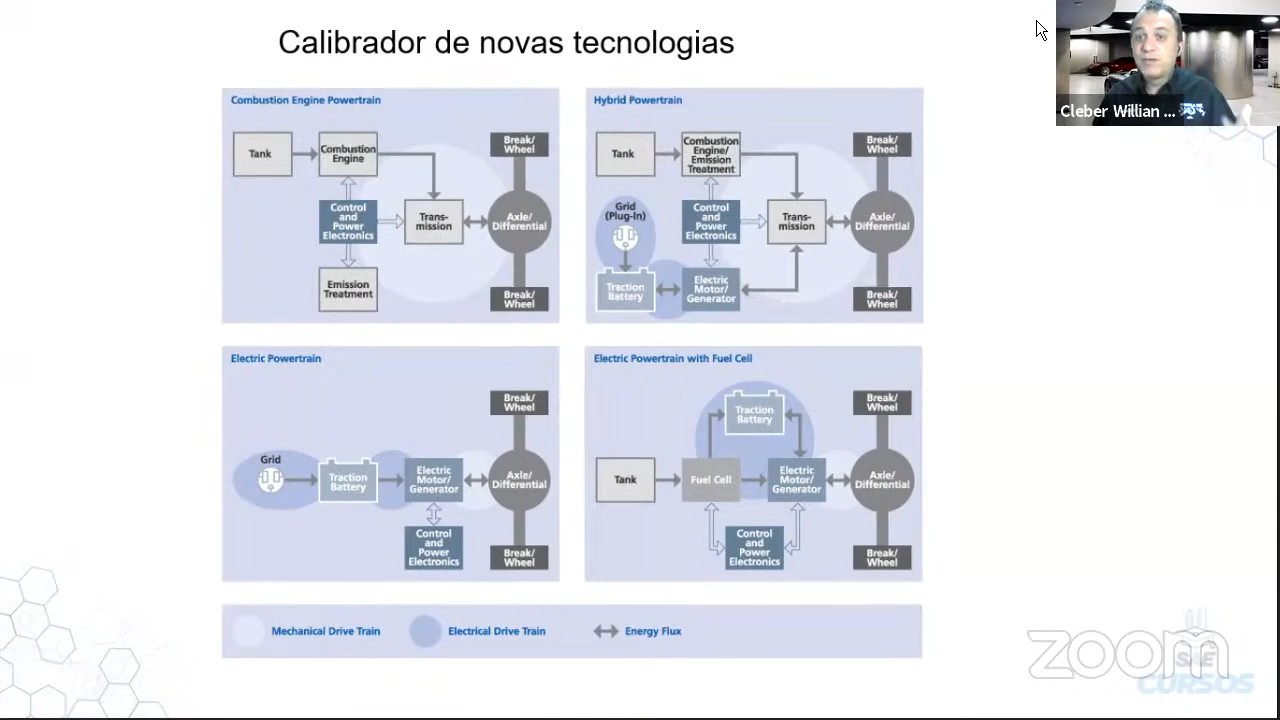 Calibrador de novas tecnologias
Cleber Willian ...
Combustion Engine Powertrain
Tank
Combustion
Engine
Break/
Wheel
Control
and
Power
Electronics
Trans-
mission
Axle/
Differential
Emission
Treatment
Break/
Wheel
Hybrid Powertrain
Tank
Combustion
Engine/
Emission
Treatment
Break/
Wheel
Grid
(Plug-In)
Control
and
Power
Electronics
Trans-
mission
Axle/
Differential
Traction
Battery
Electric
Motor/
Generator
Break/
Wheel
Electric Powertrain
Break/
Wheel
Grid
Traction
Battery
Electric
Motor/
Generator
Axle/
Differential
Control
and
Power
Electronics
Break/
Wheel
Electric Powertrain with Fuel Cell
Traction
Battery
Break/
Wheel
Tank
Fuel Cell
Electric
Motor/
Generator
Axle/
Differential
Control
and
Power
Electronics
Break/
Wheel
Mechanical Drive Train
Electrical Drive Train
Energy Flux
zoom
SAE
CURSOS